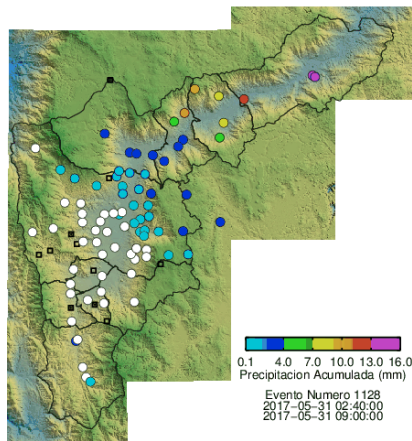 0.1 4.0 7.0 10.0 13.0 16.0
Precipitacion Acumulada (mm)
Evento Numero 1128
2017-05-31 02:40:00
2017-05-31 09:00:00